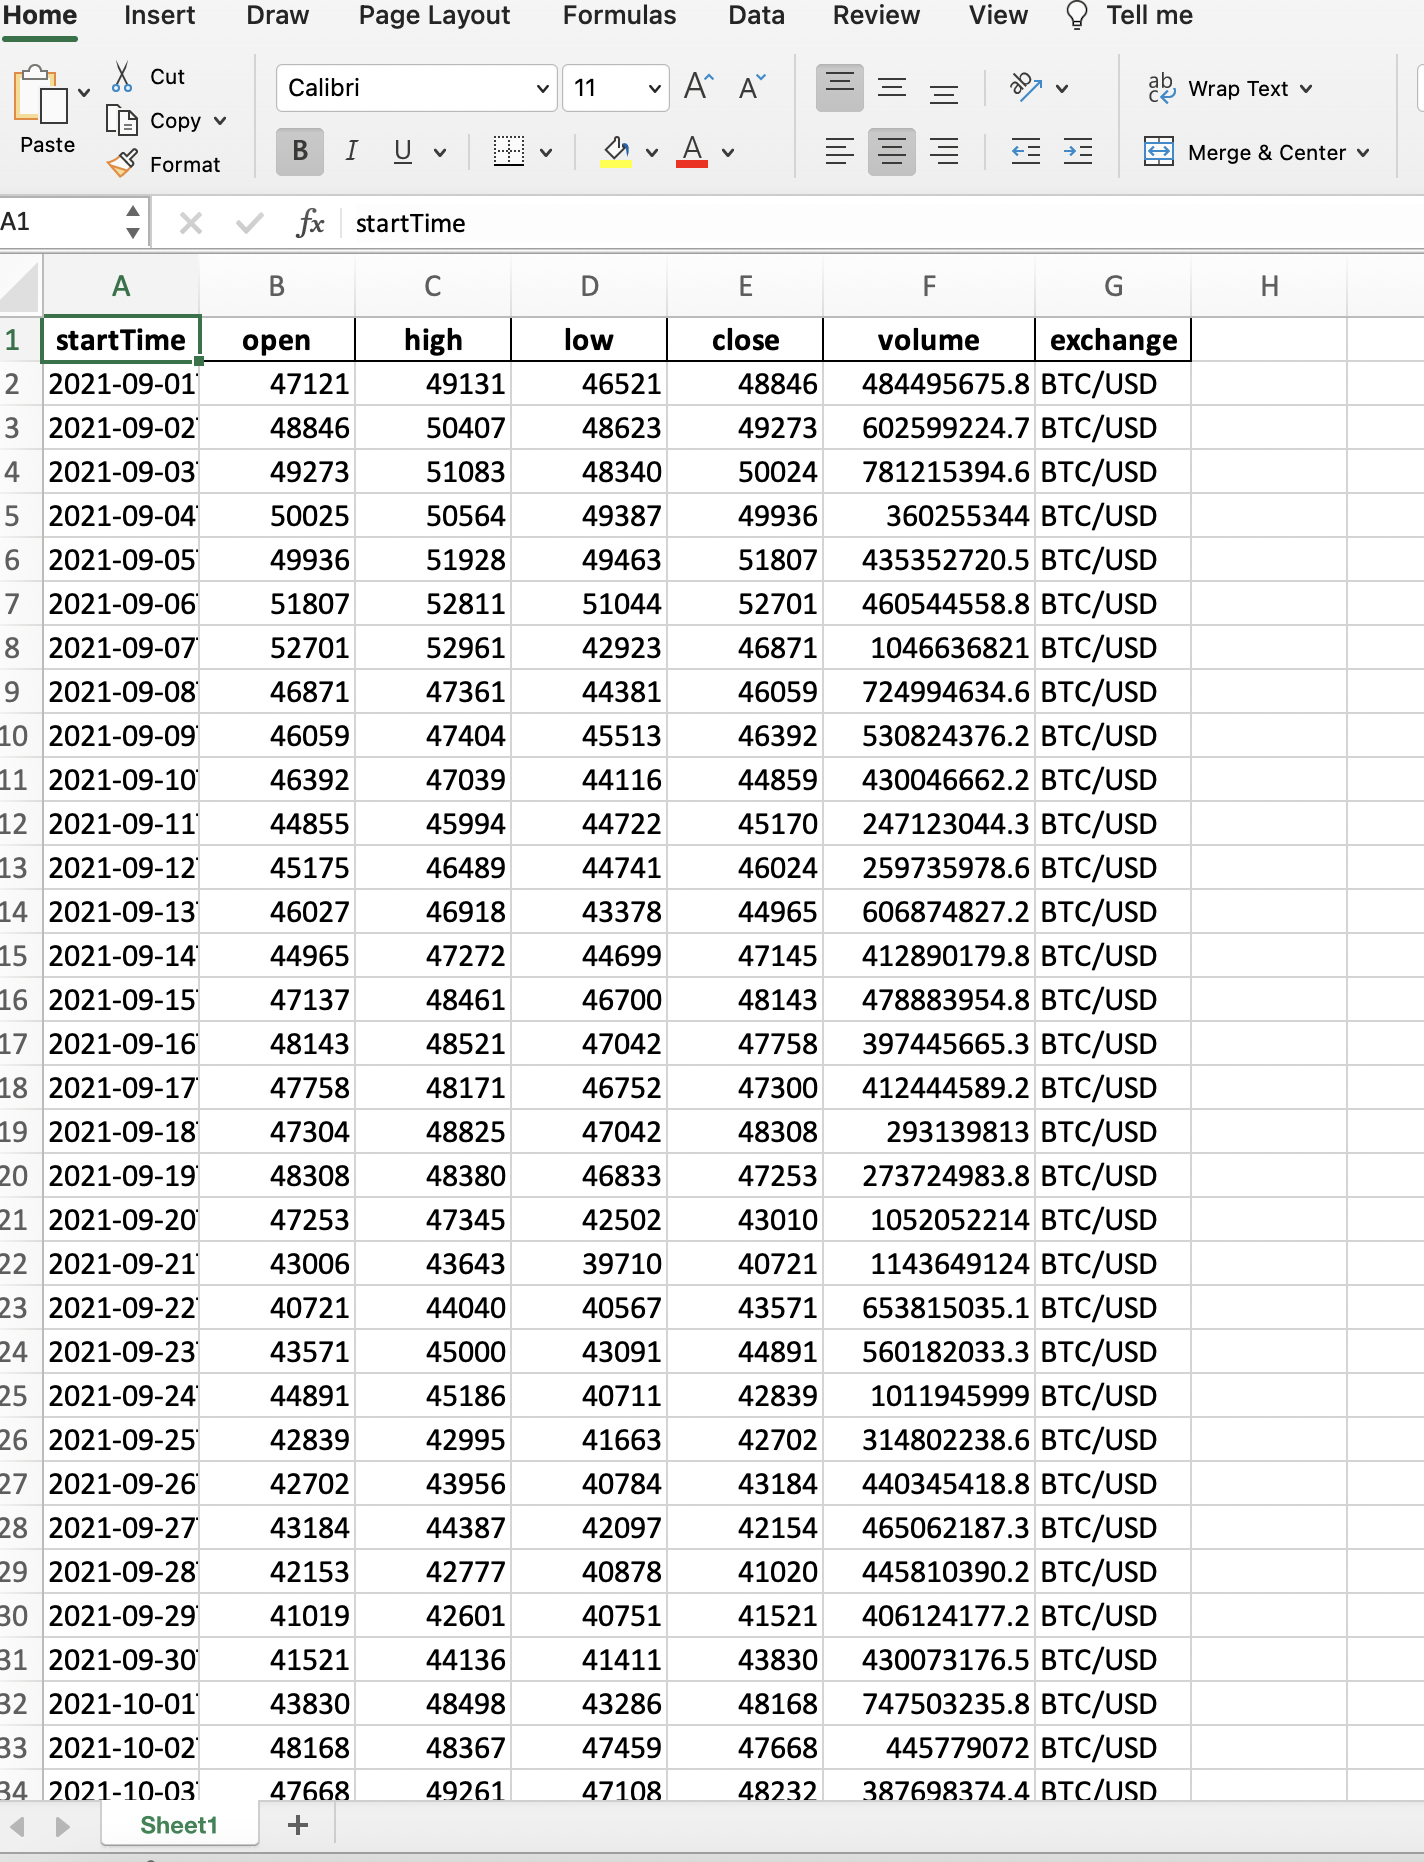 Home Insert Draw Page Layout Formulas Data Review View Tell me
Cut
Copy
Format
Paste
Calibri 11
B I U A
Wrap Text
Merge & Center
A1 fx startTime
A B C D E F G H
1 startTime open high low close volume exchange
2 2021-09-01 47121 49131 46521 48846 484495675.8 BTC/USD
3 2021-09-02 48846 50407 48623 49273 602599224.7 BTC/USD
4 2021-09-03 49273 51083 48340 50024 781215394.6 BTC/USD
5 2021-09-04 50025 50564 49387 49936 360255344 BTC/USD
6 2021-09-05 49936 51928 49463 51807 435352720.5 BTC/USD
7 2021-09-06 51807 52811 51044 52701 460544558.8 BTC/USD
8 2021-09-07 52701 52961 42923 46871 1046636821 BTC/USD
9 2021-09-08 46871 47361 44381 46059 724994634.6 BTC/USD
10 2021-09-09 46059 47404 45513 46392 530824376.2 BTC/USD
11 2021-09-10 46392 47039 44116 44859 430046662.2 BTC/USD
12 2021-09-11 44855 45994 44722 45170 247123044.3 BTC/USD
13 2021-09-12 45175 46489 44741 46024 259735978.6 BTC/USD
14 2021-09-13 46027 46918 43378 44965 606874827.2 BTC/USD
15 2021-09-14 44965 47272 44699 47145 412890179.8 BTC/USD
16 2021-09-15 47137 48461 46700 48143 478883954.8 BTC/USD
17 2021-09-16 48143 48521 47042 47758 397445665.3 BTC/USD
18 2021-09-17 47758 48171 46752 47300 412444589.2 BTC/USD
19 2021-09-18 47304 48825 47042 48308 293139813 BTC/USD
20 2021-09-19 48308 48380 46833 47253 273724983.8 BTC/USD
21 2021-09-20 47253 47345 42502 43010 1052052214 BTC/USD
22 2021-09-21 43006 43643 39710 40721 1143649124 BTC/USD
23 2021-09-22 40721 44040 40567 43571 653815035.1 BTC/USD
24 2021-09-23 43571 45000 43091 44891 560182033.3 BTC/USD
25 2021-09-24 44891 45186 40711 42839 1011945999 BTC/USD
26 2021-09-25 42839 42995 41663 42702 314802238.6 BTC/USD
27 2021-09-26 42702 43956 40784 43184 440345418.8 BTC/USD
28 2021-09-27 43184 44387 42097 42154 465062187.3 BTC/USD
29 2021-09-28 42153 42777 40878 41020 445810390.2 BTC/USD
30 2021-09-29 41019 42601 40751 41521 406124177.2 BTC/USD
31 2021-09-30 41521 44136 41411 43830 430073176.5 BTC/USD
32 2021-10-01 43830 48498 43286 48168 747503235.8 BTC/USD
33 2021-10-02 48168 48367 47459 47668 445779072 BTC/USD
34 2021-10-03 47668 49261 47108 48232 387698374.4 BTC/USD
Sheet1 +